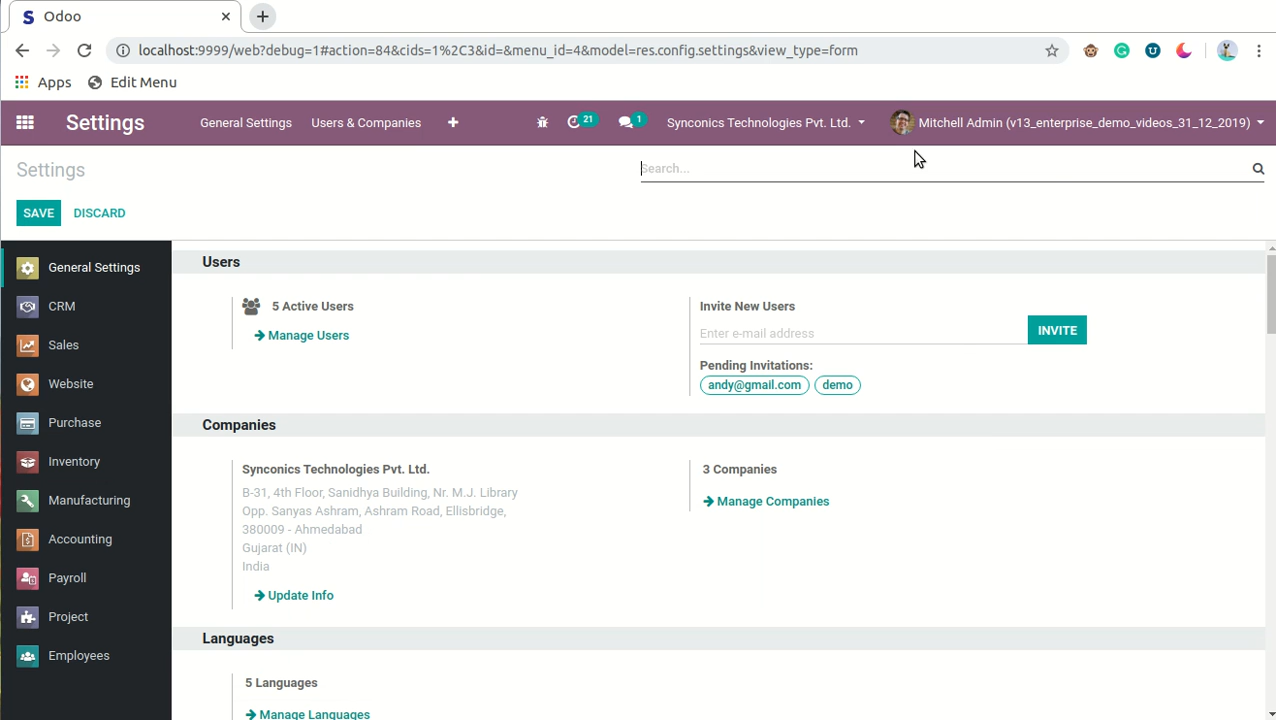 Odoo
localhost:9999/web?debug=1#action=84&cids=1%2C3&id=&menu_id=4&model=res.config.settings&view_type=form
Apps Edit Menu
Settings General Settings Users & Companies 21 1 Synconics Technologies Pvt. Ltd. Mitchell Admin (v13_enterprise_demo_videos_31_12_2019)
Settings Search...
SAVE DISCARD
General Settings
CRM
Sales
Website
Purchase
Inventory
Manufacturing
Accounting
Payroll
Project
Employees
Users
5 Active Users
Manage Users
Invite New Users
Enter e-mail address INVITE
Pending Invitations:
andy@gmail.com demo
Companies
Synconics Technologies Pvt. Ltd.
B-31, 4th Floor, Sanidhya Building, Nr. M.J. Library
Opp. Sanyas Ashram, Ashram Road, Ellisbridge,
380009 - Ahmedabad
Gujarat (IN)
India
Update Info
3 Companies
Manage Companies
Languages
5 Languages
Manage Languages